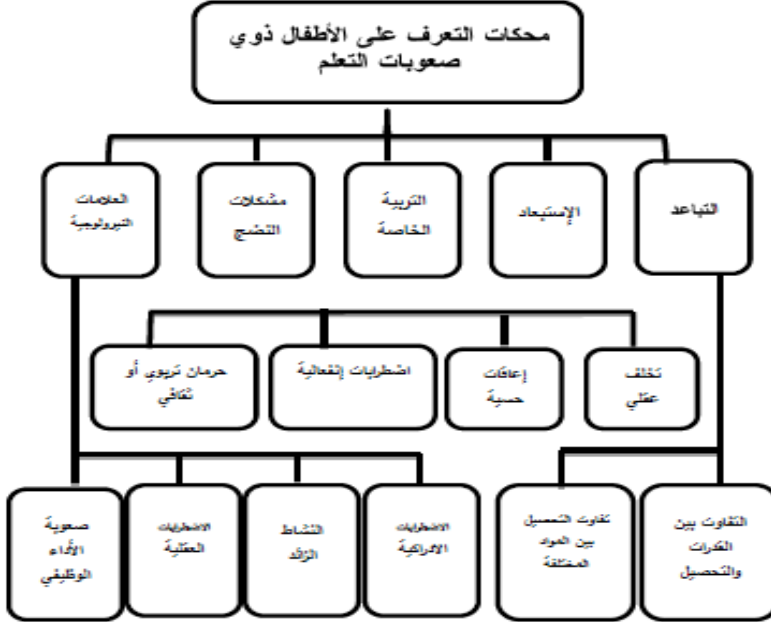 محكات التعرف على الأطفال ذوي
صعوبات التعلم
التباعد
الإستبعاد
التربية
الخاصة
مشكلات
النضج
العلامات
النيرولوجية
تخلف
عقلي
إعاقات
حسية
اضطرابات إنفعالية
حرمان تربوي أو
ثقافي
التفاوت بين
القدرات
والتحصيل
تفاوت التحصيل
بين المواد
المختلفة
الاضطرابات
الادراكية
النشاط
الزائد
الاضطرابات
العقلية
صعوبة
الأداء
الوظيفي